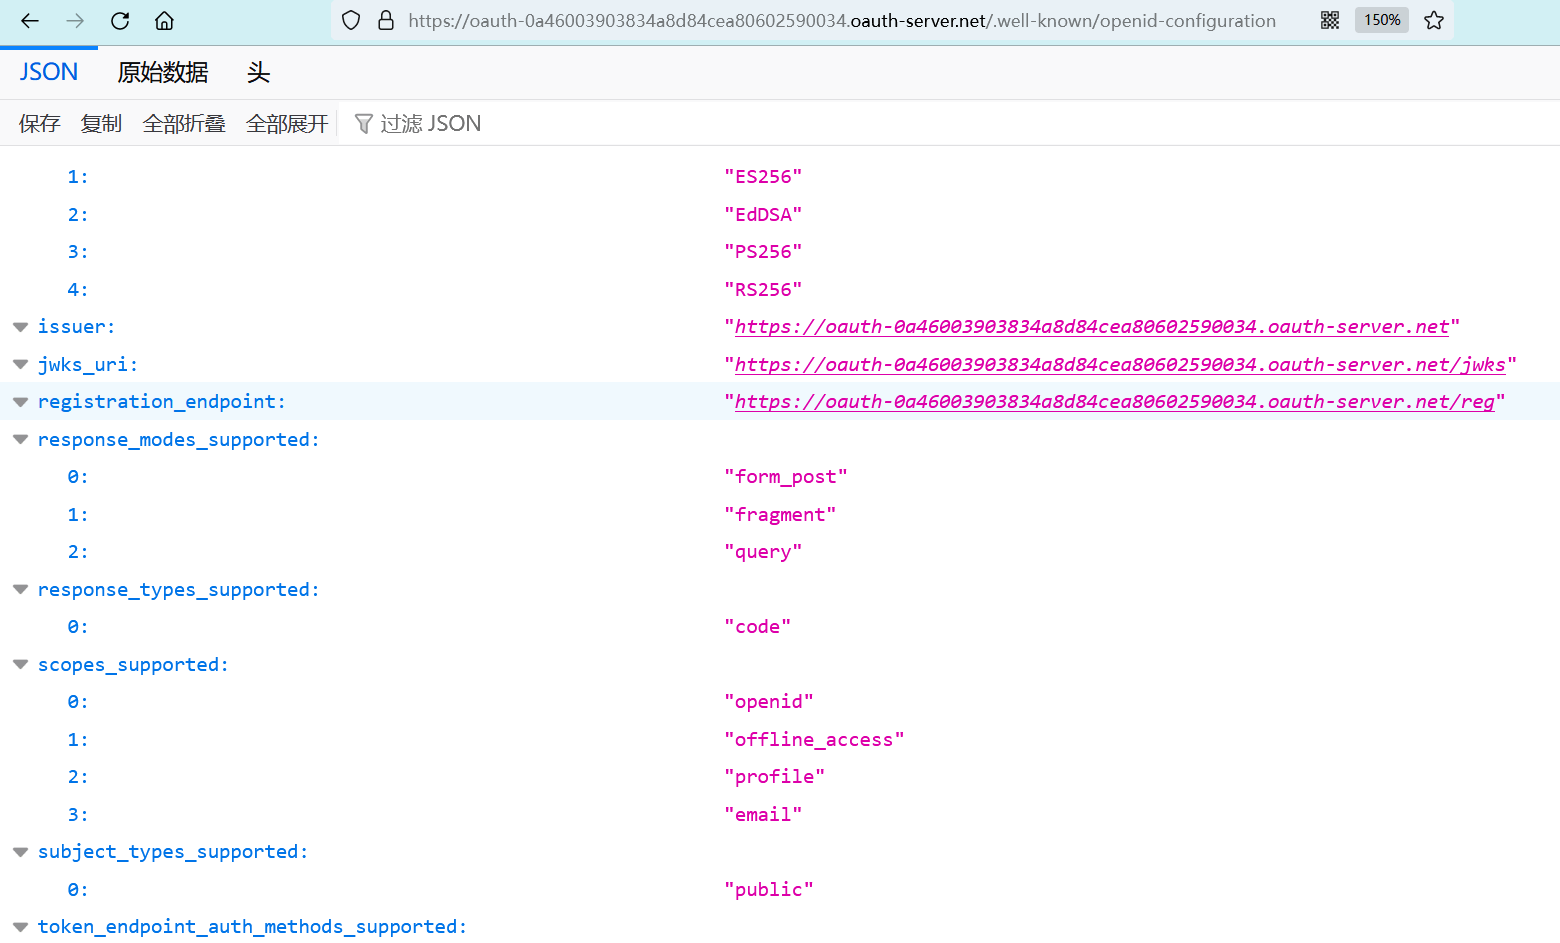 https://oauth-0a46003903834a8d84cea80602590034.oauth-server.net/.well-known/openid-configuration 150%
JSON 原始数据 头
保存 复制 全部折叠 全部展开 过滤 JSON
1: "ES256"
2: "EdDSA"
3: "PS256"
4: "RS256"
issuer: "https://oauth-0a46003903834a8d84cea80602590034.oauth-server.net"
jwks_uri: "https://oauth-0a46003903834a8d84cea80602590034.oauth-server.net/jwks"
registration_endpoint: "https://oauth-0a46003903834a8d84cea80602590034.oauth-server.net/reg"
response_modes_supported:
0: "form_post"
1: "fragment"
2: "query"
response_types_supported:
0: "code"
scopes_supported:
0: "openid"
1: "offline_access"
2: "profile"
3: "email"
subject_types_supported:
0: "public"
token_endpoint_auth_methods_supported: